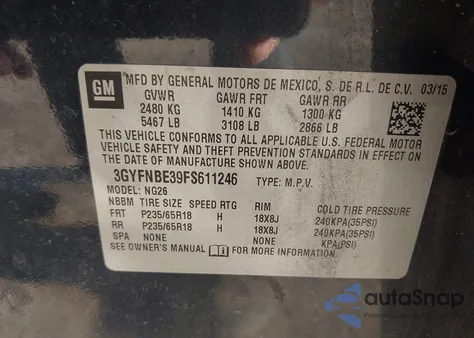 GM
MFD BY GENERAL MOTORS DE MEXICO, S. DE R.L. DE C.V. 03/15
GVWR GAWR FRT GAWR RR
2480 KG 1410 KG 1300 KG
5467 LB 3108 LB 2866 LB
THIS VEHICLE CONFORMS TO ALL APPLICABLE U.S. FEDERAL
VEHICLE SAFETY AND THEFT PREVENTION STANDARDS IN
EFFECT ON THE DATE OF MANUFACTURE SHOWN ABOVE.
3GYFNBE39FS611246 TYPE: M.P.V.
MODEL: NG26
NBBM TIRE SIZE SPEED RTG RIM COLD TIRE PRESSURE
FRT P235/65R18 H 18X8J 240KPA(35PSI)
RR P235/65R18 H 18X8J 240KPA(35PSI)
SPA NONE NONE KPA(PSI)
SEE OWNER'S MANUAL FOR MORE INFORMATION
autoSnap